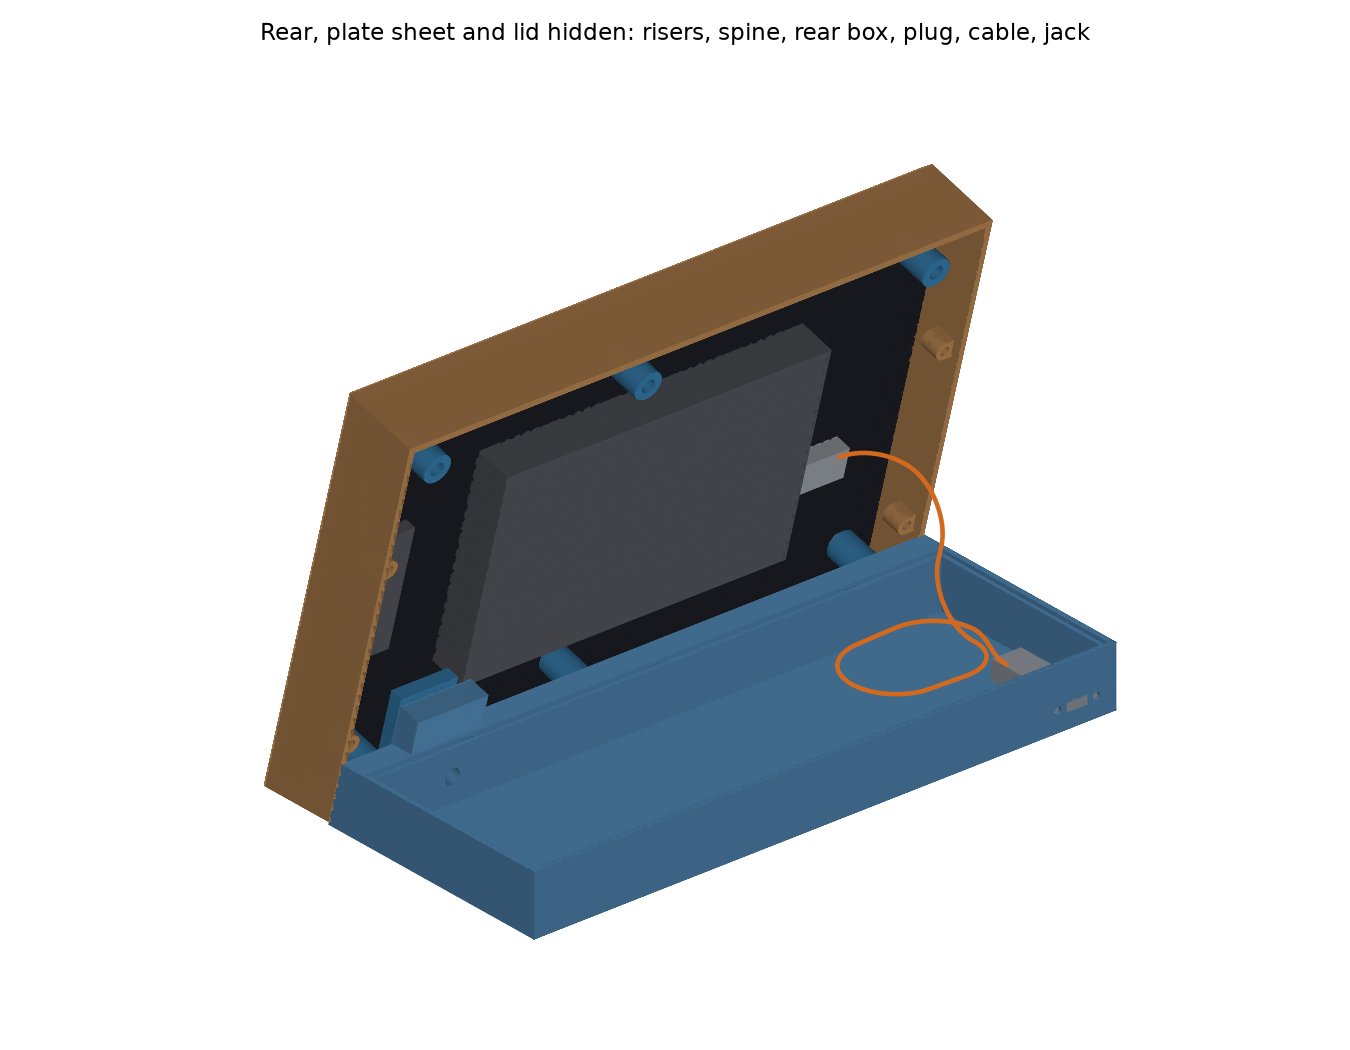 Rear, plate sheet and lid hidden: risers, spine, rear box, plug, cable, jack